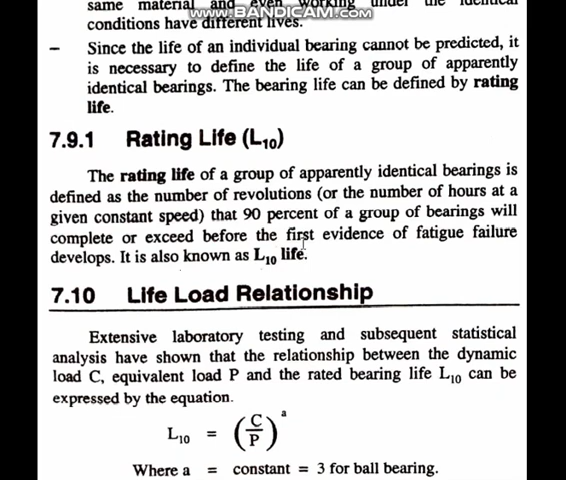 same material and even working under the identical
WWW.BANDICAM.COM
conditions have different lives.
– Since the life of an individual bearing cannot be predicted, it
is necessary to define the life of a group of apparently
identical bearings. The bearing life can be defined by rating
life.
7.9.1 Rating Life (L₁₀)
The rating life of a group of apparently identical bearings is
defined as the number of revolutions (or the number of hours at a
given constant speed) that 90 percent of a group of bearings will
complete or exceed before the first evidence of fatigue failure
develops. It is also known as L₁₀ life.
7.10 Life Load Relationship
Extensive laboratory testing and subsequent statistical
analysis have shown that the relationship between the dynamic
load C, equivalent load P and the rated bearing life L₁₀ can be
expressed by the equation.
L₁₀ = (C/P)ᵃ
Where a = constant = 3 for ball bearing.